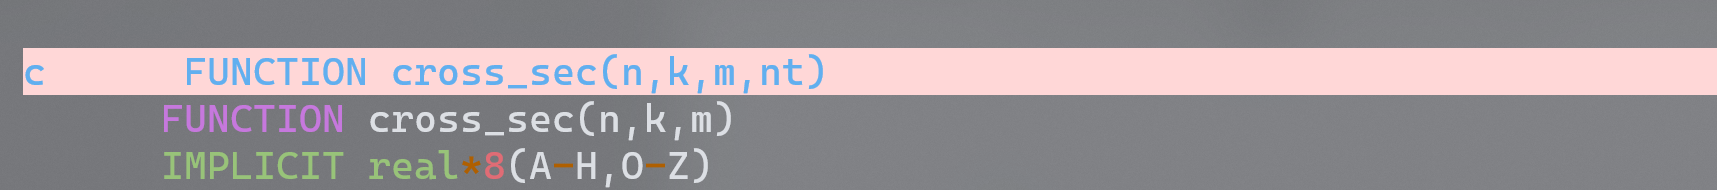 c      FUNCTION cross_sec(n,k,m,nt)
      FUNCTION cross_sec(n,k,m)
      IMPLICIT real*8(A-H,O-Z)